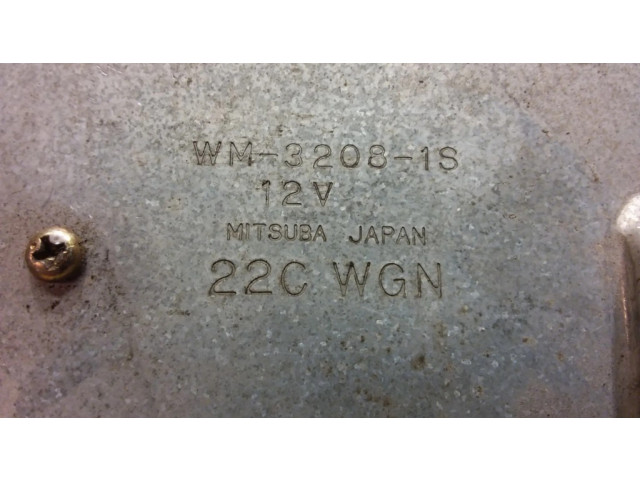 WM-3208-1S
12V
MITSUBA JAPAN
22C WGN